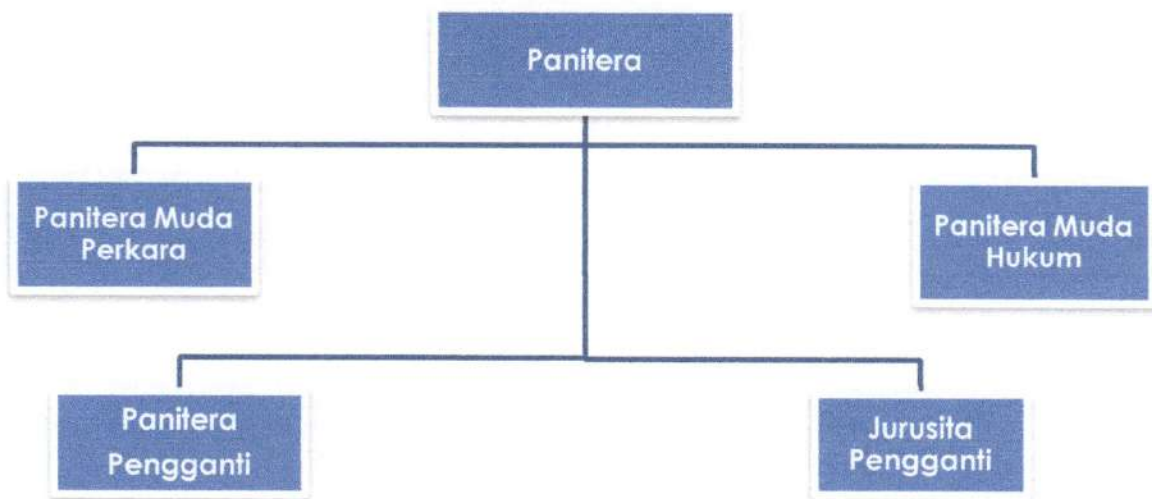 Panitera
Panitera Muda
Perkara
Panitera Muda
Hukum
Panitera
Pengganti
Jurusita
Pengganti